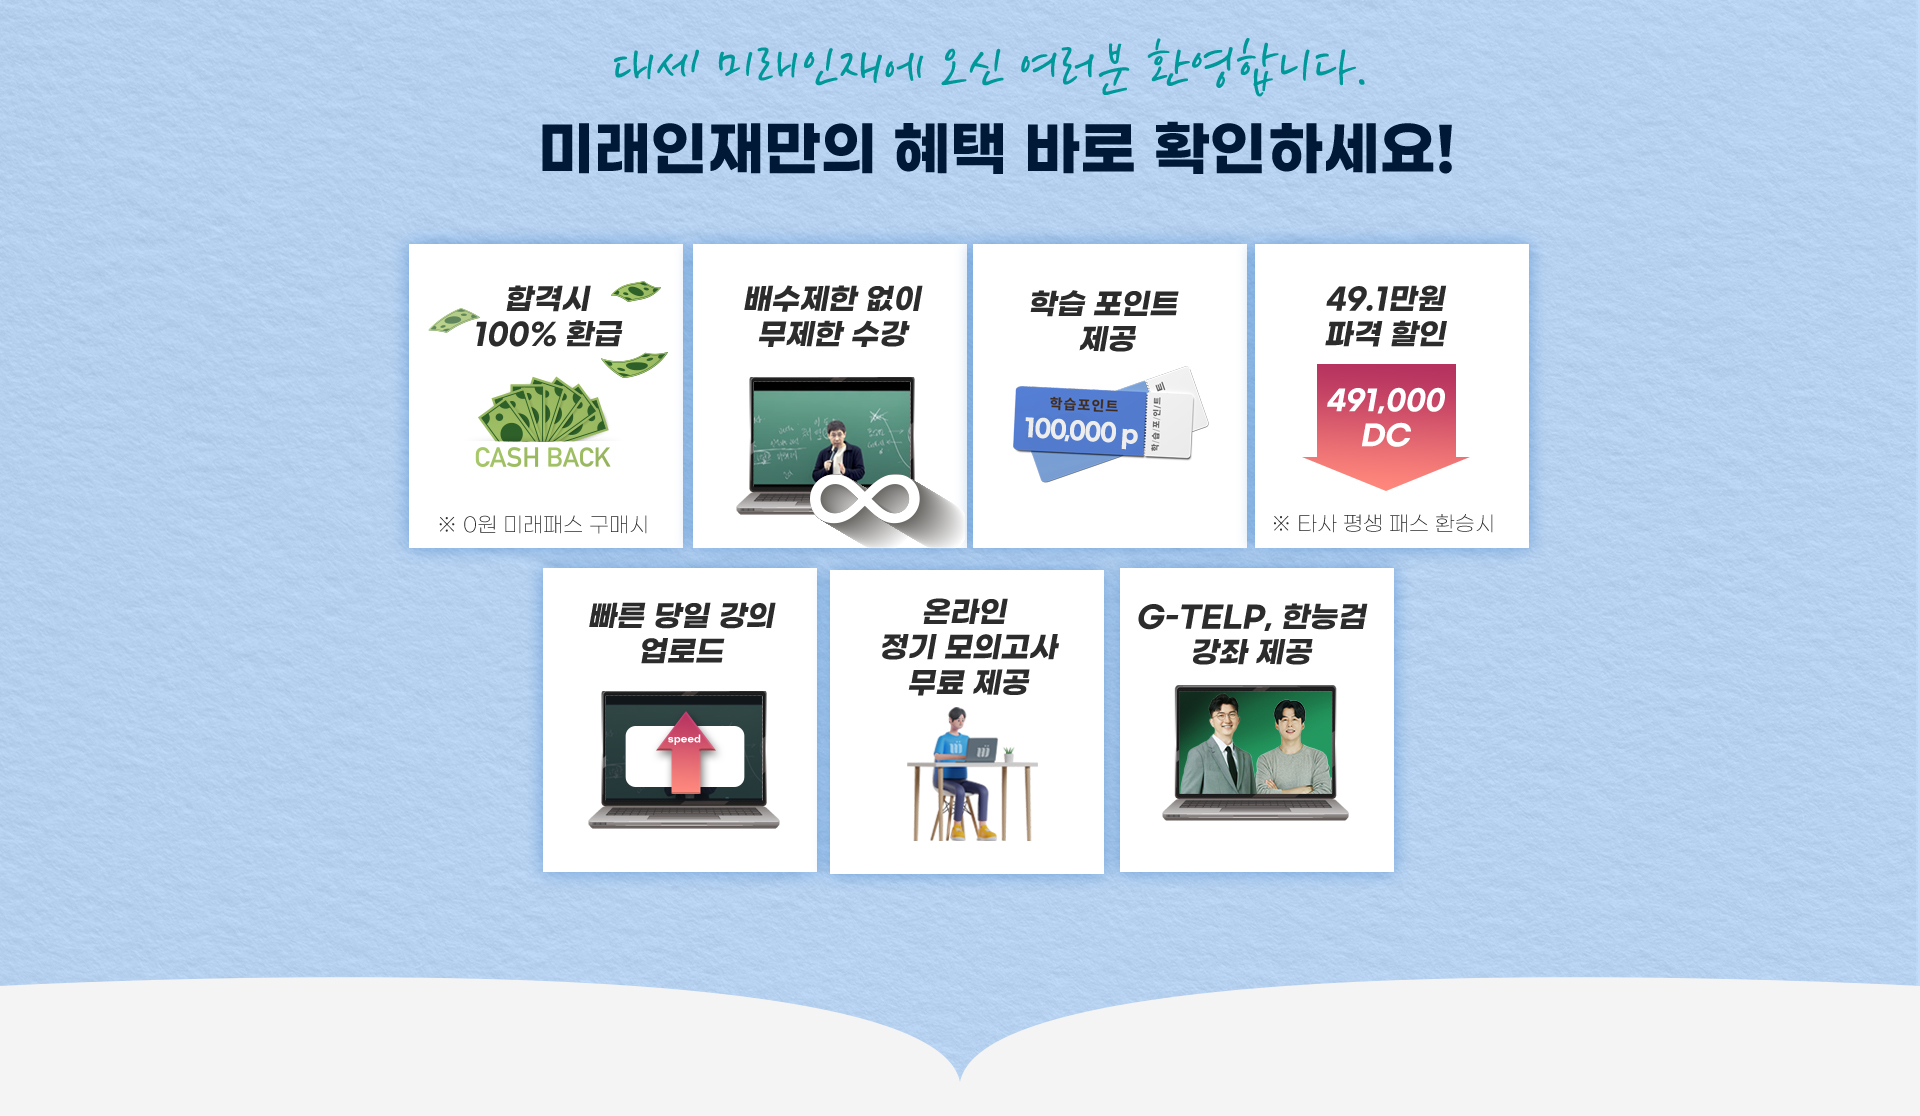 대세 미래인재에 오신 여러분 환영합니다.
미래인재만의 혜택 바로 확인하세요!
합격시
100% 환급
CASH BACK
※ 0원 미래패스 구매시
배수제한 없이
무제한 수강
학습 포인트
제공
학습포인트
100,000 p
학/습/포/인/트
49.1만원
파격 할인
491,000
DC
※ 타사 평생 패스 환승시
빠른 당일 강의
업로드
speed
온라인
정기 모의고사
무료 제공
G-TELP, 한능검
강좌 제공